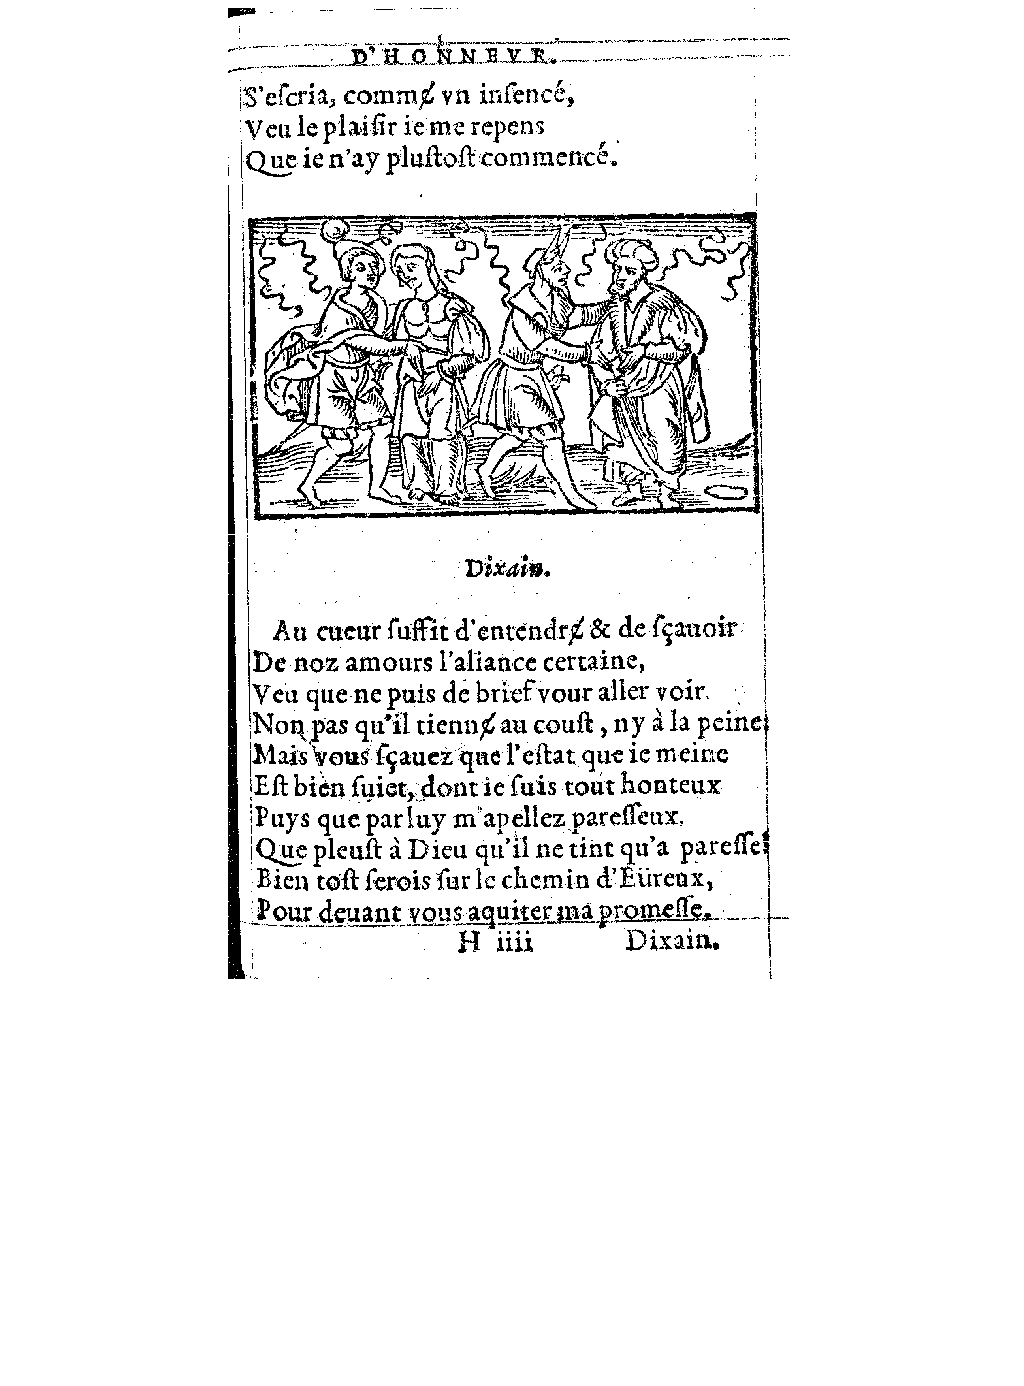 D'HONNEVR.
S'eſcria, comme̸ vn inſencé,
Veu le plaiſir ie me repens
Que ie n'ay pluſtoſt commencé.
Dixain.
Au cueur ſuffit d'entendre̸ & de ſçauoir
De noz amours l'aliance certaine,
Veu que ne puis de brief vour aller voir.
Non pas qu'il tienne̸ au couſt, ny à la peine
Mais vous ſçauez que l'eſtat que ie meine
Eſt bien ſuiet, dont ie ſuis tout honteux
Puys que par luy m'apellez pareſſeux.
Que pleuſt à Dieu qu'il ne tint qu'a pareſſe:
Bien toſt ſerois ſur le chemin d'Eüreux,
Pour deuant vous aquiter ma promeſſe.
H iiii Dixain.